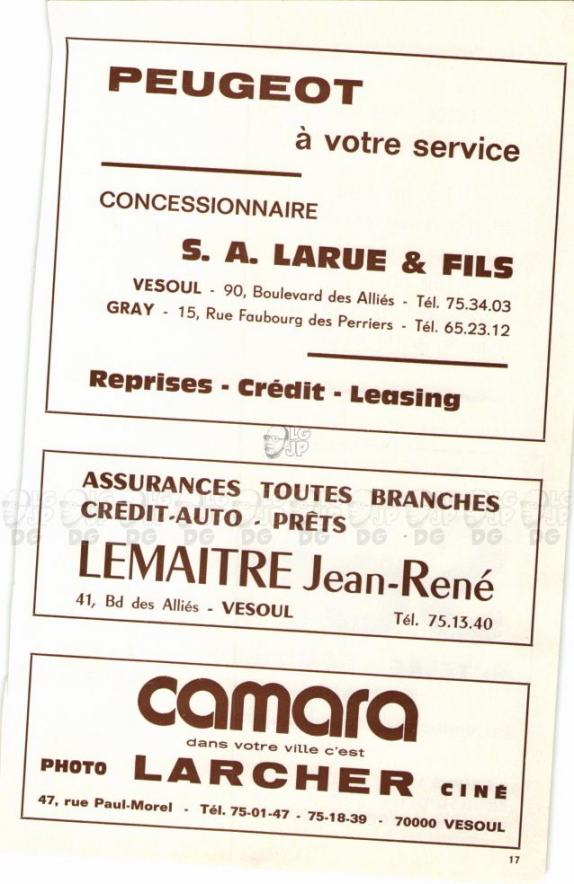 PEUGEOT
à votre service
CONCESSIONNAIRE
S. A. LARUE & FILS
VESOUL - 90, Boulevard des Alliés - Tél. 75.34.03
GRAY - 15, Rue Faubourg des Perriers - Tél. 65.23.12
Reprises - Crédit - Leasing
LG
JP
ASSURANCES TOUTES BRANCHES
CRÉDIT-AUTO - PRÊTS
LEMAITRE Jean-René
41, Bd des Alliés - VESOUL Tél. 75.13.40
camara
dans votre ville c'est
PHOTO LARCHER CINÉ
47, rue Paul-Morel - Tél. 75-01-47 - 75-18-39 - 70000 VESOUL
17